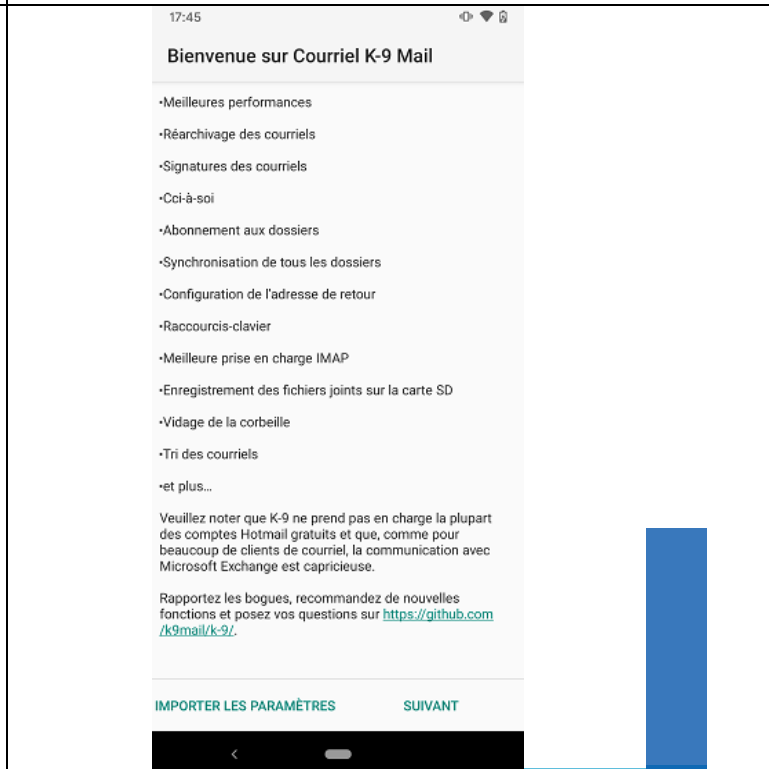 17:45
Bienvenue sur Courriel K-9 Mail
•Meilleures performances
•Réarchivage des courriels
•Signatures des courriels
•Cci-à-soi
•Abonnement aux dossiers
•Synchronisation de tous les dossiers
•Configuration de l'adresse de retour
•Raccourcis-clavier
•Meilleure prise en charge IMAP
•Enregistrement des fichiers joints sur la carte SD
•Vidage de la corbeille
•Tri des courriels
•et plus…
Veuillez noter que K-9 ne prend pas en charge la plupart
des comptes Hotmail gratuits et que, comme pour
beaucoup de clients de courriel, la communication avec
Microsoft Exchange est capricieuse.
Rapportez les bogues, recommandez de nouvelles
fonctions et posez vos questions sur https://github.com
/k9mail/k-9/.
IMPORTER LES PARAMÈTRES SUIVANT